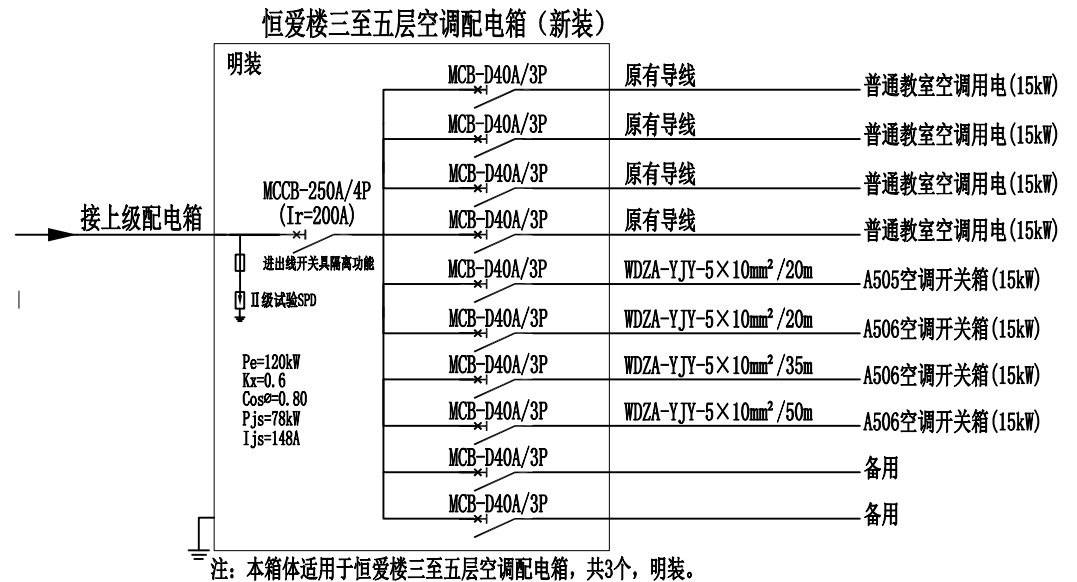 恒爱楼三至五层空调配电箱（新装）
明装
MCB-D40A/3P 原有导线 普通教室空调用电(15kW)
MCB-D40A/3P 原有导线 普通教室空调用电(15kW)
MCB-D40A/3P 原有导线 普通教室空调用电(15kW)
MCCB-250A/4P
(Ir=200A)
接上级配电箱
MCB-D40A/3P 原有导线 普通教室空调用电(15kW)
进出线开关具隔离功能
MCB-D40A/3P WDZA-YJY-5×10mm²/20m A505空调开关箱(15kW)
Ⅱ级试验SPD
MCB-D40A/3P WDZA-YJY-5×10mm²/20m A506空调开关箱(15kW)
MCB-D40A/3P WDZA-YJY-5×10mm²/35m A506空调开关箱(15kW)
MCB-D40A/3P WDZA-YJY-5×10mm²/50m A506空调开关箱(15kW)
Pe=120kW
Kx=0.6
Cosø=0.80
Pjs=78kW
Ijs=148A
MCB-D40A/3P 备用
MCB-D40A/3P 备用
注：本箱体适用于恒爱楼三至五层空调配电箱，共3个，明装。